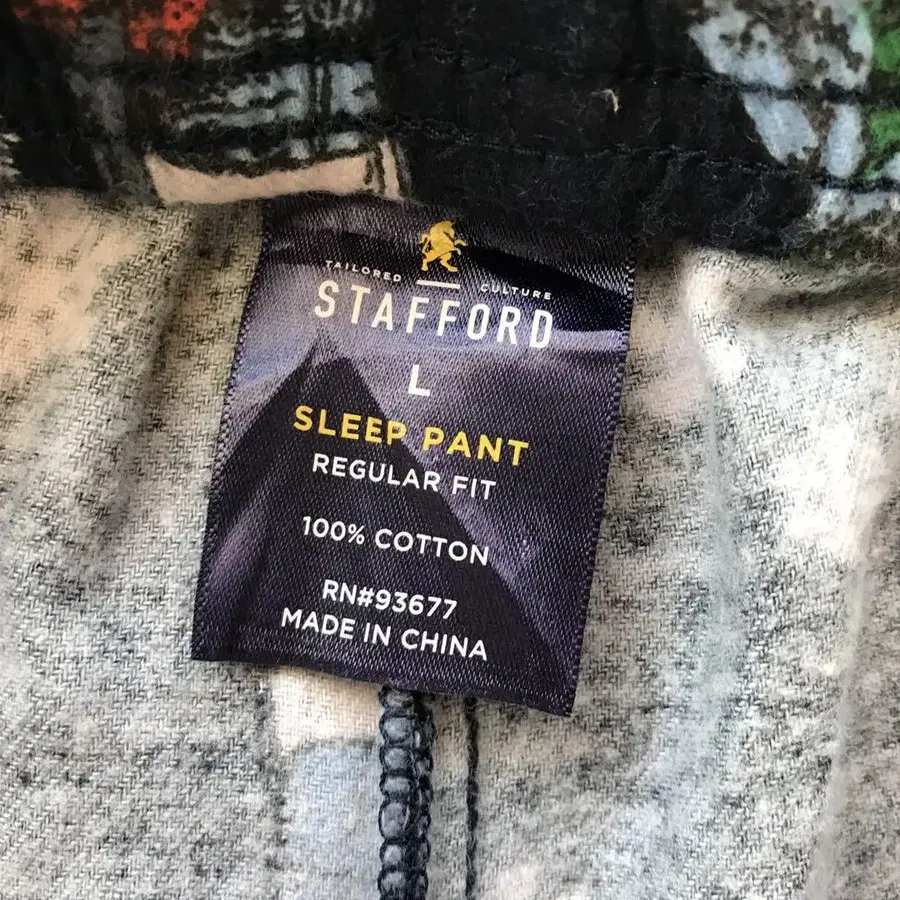 TAILORED CULTURE
STAFFORD
L
SLEEP PANT
REGULAR FIT
100% COTTON
RN#93677
MADE IN CHINA